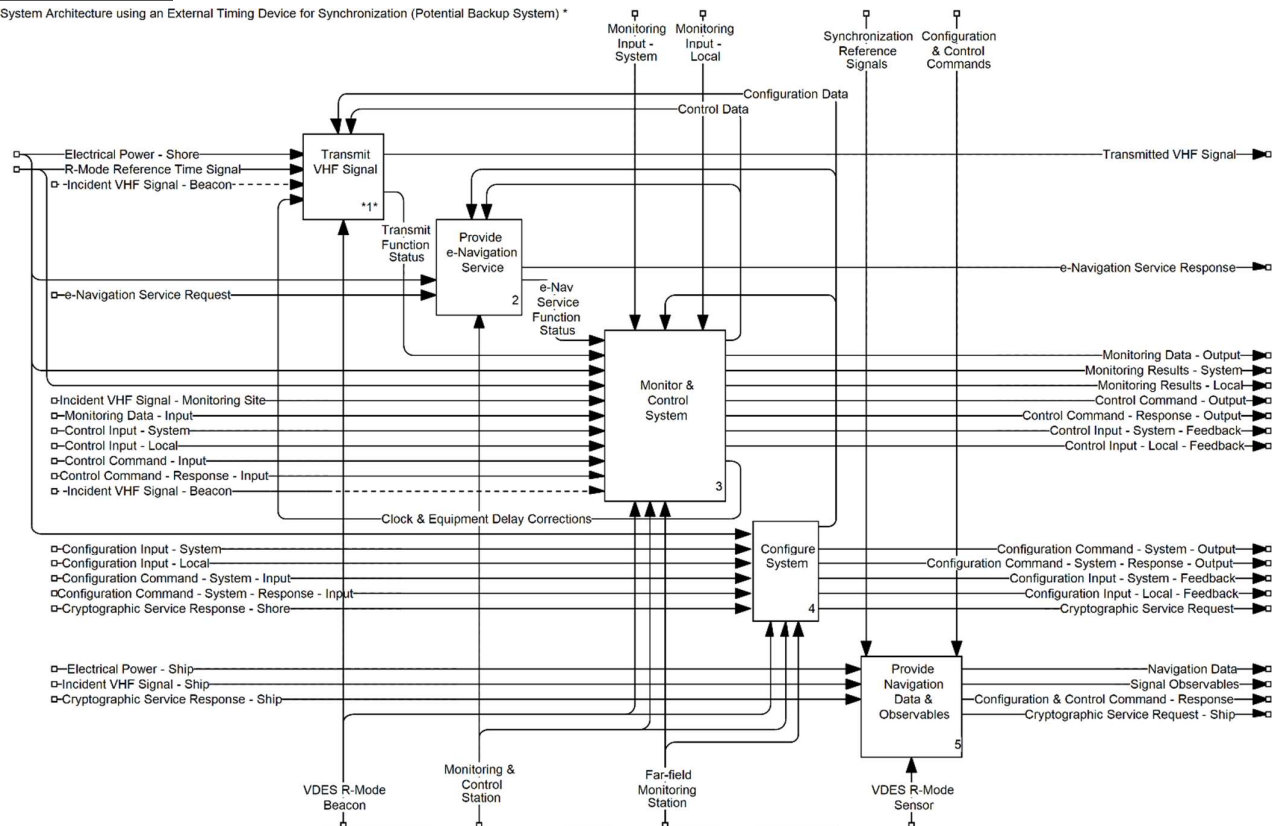 System Architecture using an External Timing Device for Synchronization (Potential Backup System) *
Monitoring
Input -
System
Monitoring
Input -
Local
Synchronization
Reference
Signals
Configuration
& Control
Commands
Configuration Data
Control Data
Electrical Power - Shore
R-Mode Reference Time Signal
Incident VHF Signal - Beacon
Transmit
VHF Signal
*1*
Transmitted VHF Signal
Transmit
Function
Status
Provide
e-Navigation
Service
2
e-Navigation Service Response
e-Navigation Service Request
e-Nav
Service
Function
Status
Monitor &
Control
System
3
Incident VHF Signal - Monitoring Site
Monitoring Data - Input
Control Input - System
Control Input - Local
Control Command - Input
Control Command - Response - Input
Incident VHF Signal - Beacon
Monitoring Data - Output
Monitoring Results - System
Monitoring Results - Local
Control Command - Output
Control Command - Response - Output
Control Input - System - Feedback
Control Input - Local - Feedback
Clock & Equipment Delay Corrections
Configuration Input - System
Configuration Input - Local
Configuration Command - System - Input
Configuration Command - System - Response - Input
Cryptographic Service Response - Shore
Configure
System
4
Configuration Command - System - Output
Configuration Command - System - Response - Output
Configuration Input - System - Feedback
Configuration Input - Local - Feedback
Cryptographic Service Request
Electrical Power - Ship
Incident VHF Signal - Ship
Cryptographic Service Response - Ship
Provide
Navigation
Data &
Observables
5
Navigation Data
Signal Observables
Configuration & Control Command - Response
Cryptographic Service Request - Ship
VDES R-Mode
Beacon
Monitoring &
Control
Station
Far-field
Monitoring
Station
VDES R-Mode
Sensor